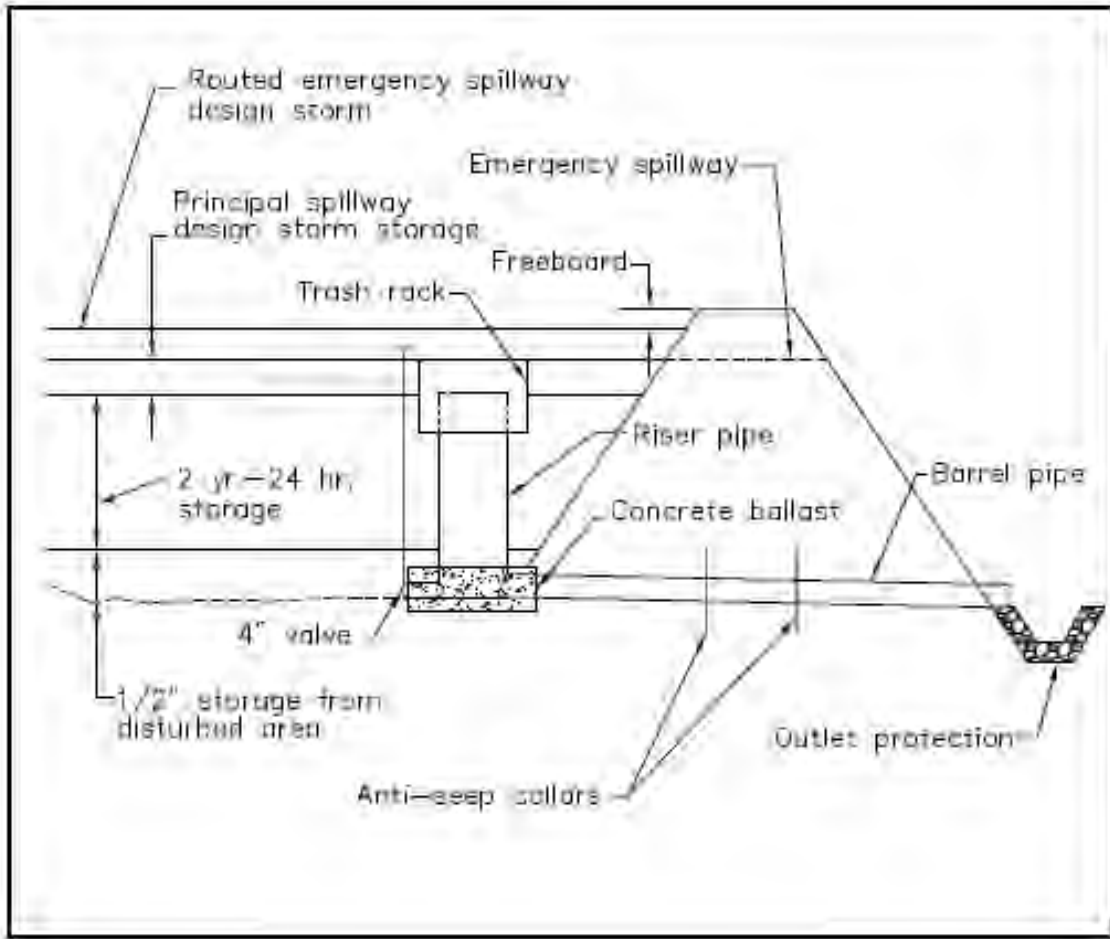 Routed emergency spillway
design storm
Emergency spillway
Principal spillway
design storm storage
Freeboard
Trash rack
Riser pipe
Barrel pipe
2 yr.-24 hr.
storage
Concrete ballast
4" valve
1/2" storage from
disturbed area
Outlet protection
Anti-seep collars